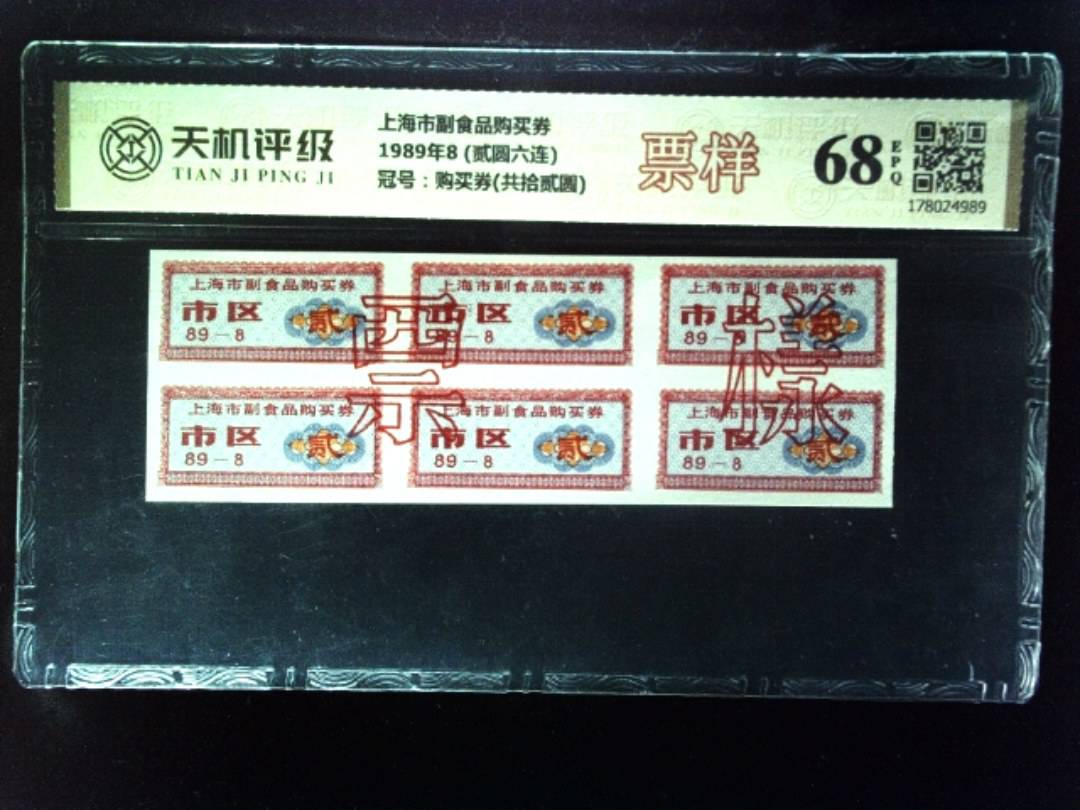 天机评级
TIAN JI PING JI
上海市副食品购买券
1989年8 (贰圆六连)
冠号：购买券(共拾贰圆)
票样
68
EPQ
178024989
上海市副食品购买券
市区
贰
89－8
上海市副食品购买券
市区
贰
89－8
上海市副食品购买券
市区
贰
89－8
上海市副食品购买券
市区
贰
89－8
上海市副食品购买券
市区
贰
89－8
上海市副食品购买券
市区
贰
89－8
票样